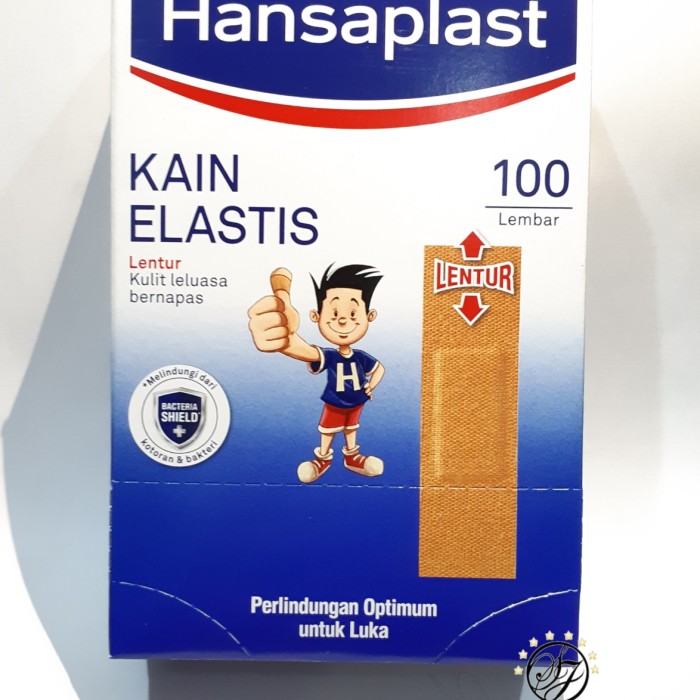 Hansaplast
KAIN
ELASTIS
100
Lembar
Lentur
Kulit leluasa
bernapas
LENTUR
H
*Melindungi dari
BACTERIA
SHIELD
kotoran & bakteri
Perlindungan Optimum
untuk Luka